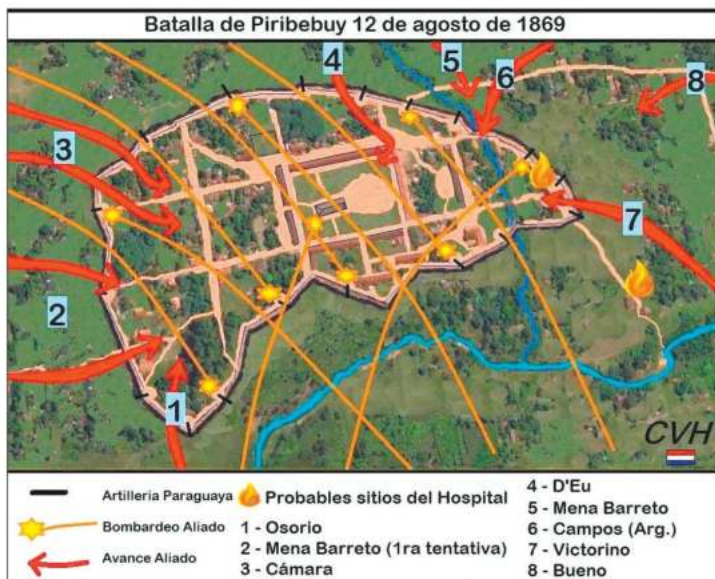 Batalla de Piribebuy 12 de agosto de 1869
4
5
6
8
3
7
2
1
CVH
Artilleria Paraguaya
Bombardeo Aliado
Avance Aliado
Probables sitios del Hospital
1 - Osorio
2 - Mena Barreto (1ra tentativa)
3 - Cámara
4 - D'Eu
5 - Mena Barreto
6 - Campos (Arg.)
7 - Victorino
8 - Bueno